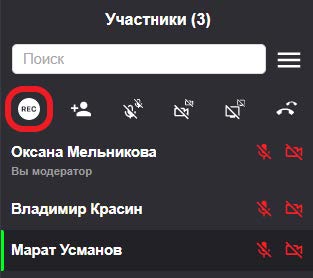 Участники (3)
Поиск
REC
Оксана Мельникова
Вы модератор
Владимир Красин
Марат Усманов